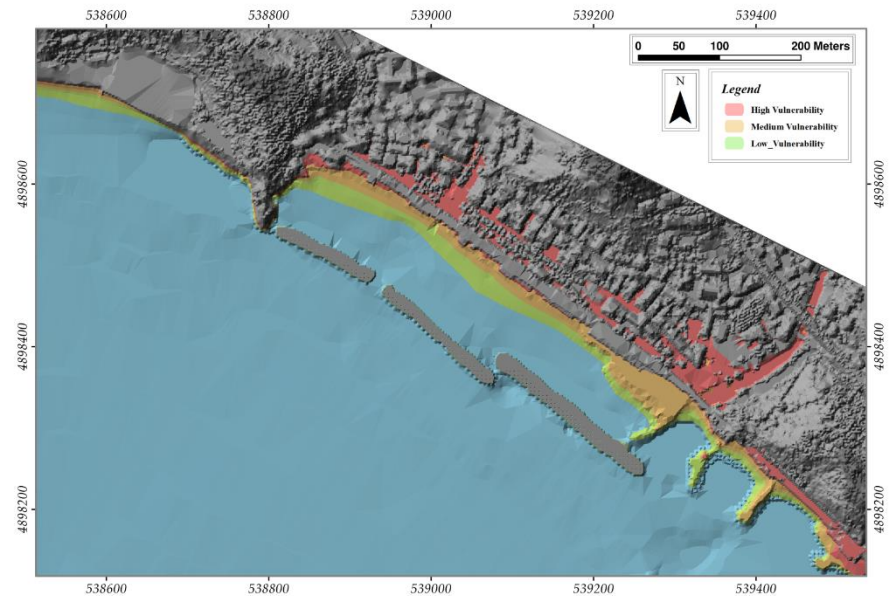 538600 538800 539000 539200 539400
0 50 100 200 Meters
N
Legend
High Vulnerability
Medium Vulnerability
Low_Vulnerability
4898600 4898600
4898400 4898400
4898200 4898200
538600 538800 539000 539200 539400